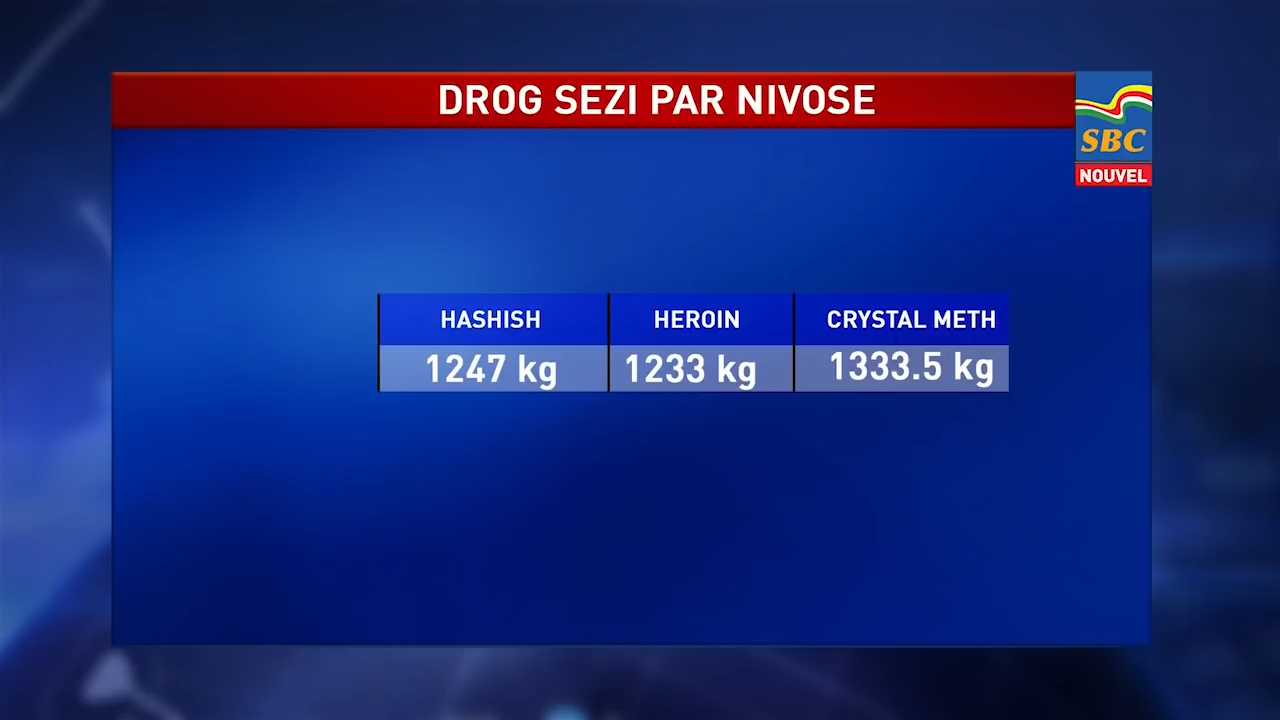 DROG SEZI PAR NIVOSE
SBC
NOUVEL
HASHISH HEROIN CRYSTAL METH
1247 kg 1233 kg 1333.5 kg